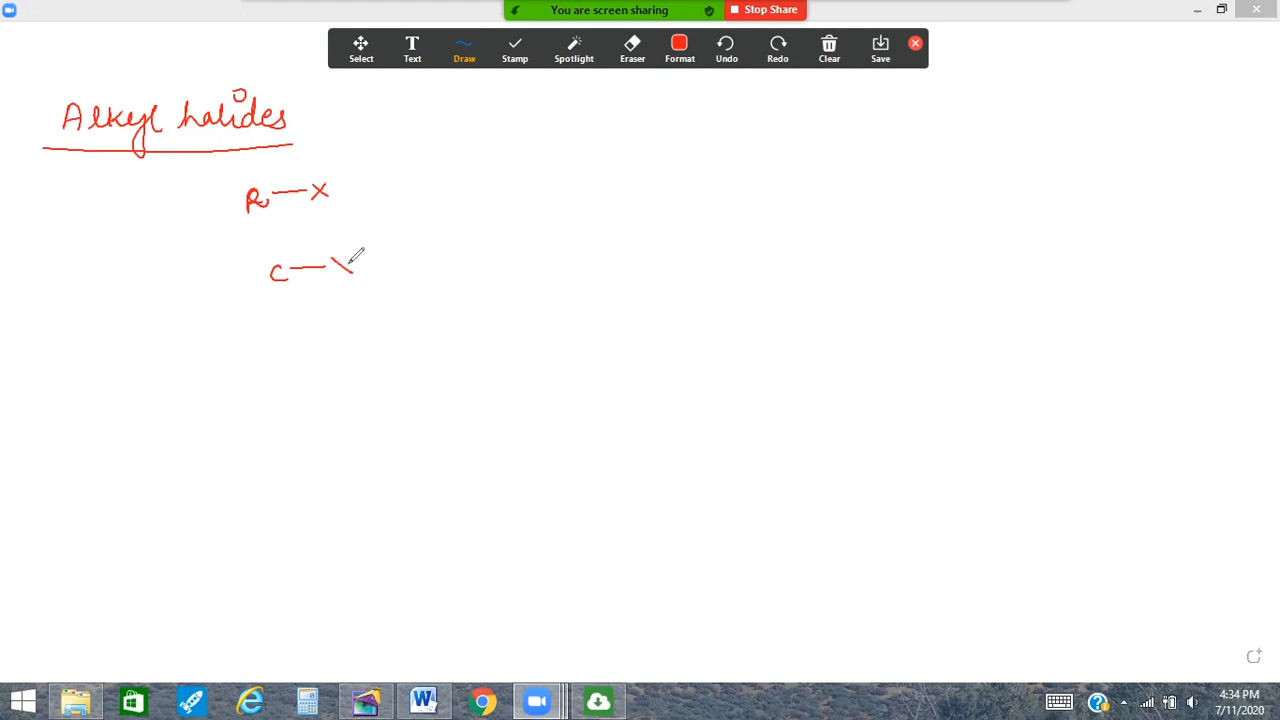 You are screen sharing Stop Share
Select Text Draw Stamp Spotlight Eraser Format Undo Redo Clear Save
Alkyl halides
R—X
C—
4:34 PM
7/11/2020